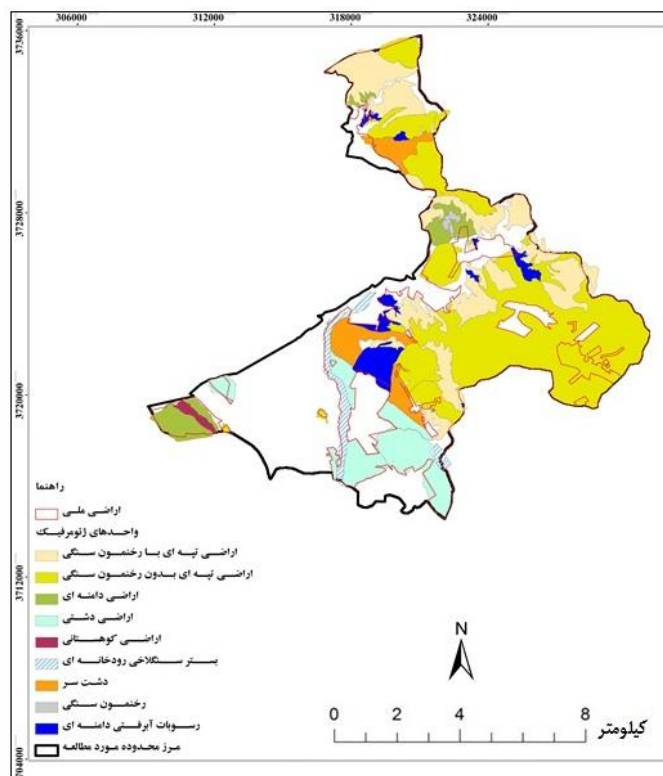 306000 312000 318000 324000
3736000
3728000
3720000
3712000
3704000
راهنما
اراضی ملی
واحدهای ژئومرفیک
اراضی تپه ای با رخنمون سنگی
اراضی تپه ای بدون رخنمون سنگی
اراضی دامنه ای
اراضی دشتی
اراضی کوهستانی
بستر سنگلاخی رودخانه ای
دشت سر
رخنمون سنگی
رسوبات آبرفتی دامنه ای
مرز محدوده مورد مطالعه
N
0 2 4 6 8
کیلومتر